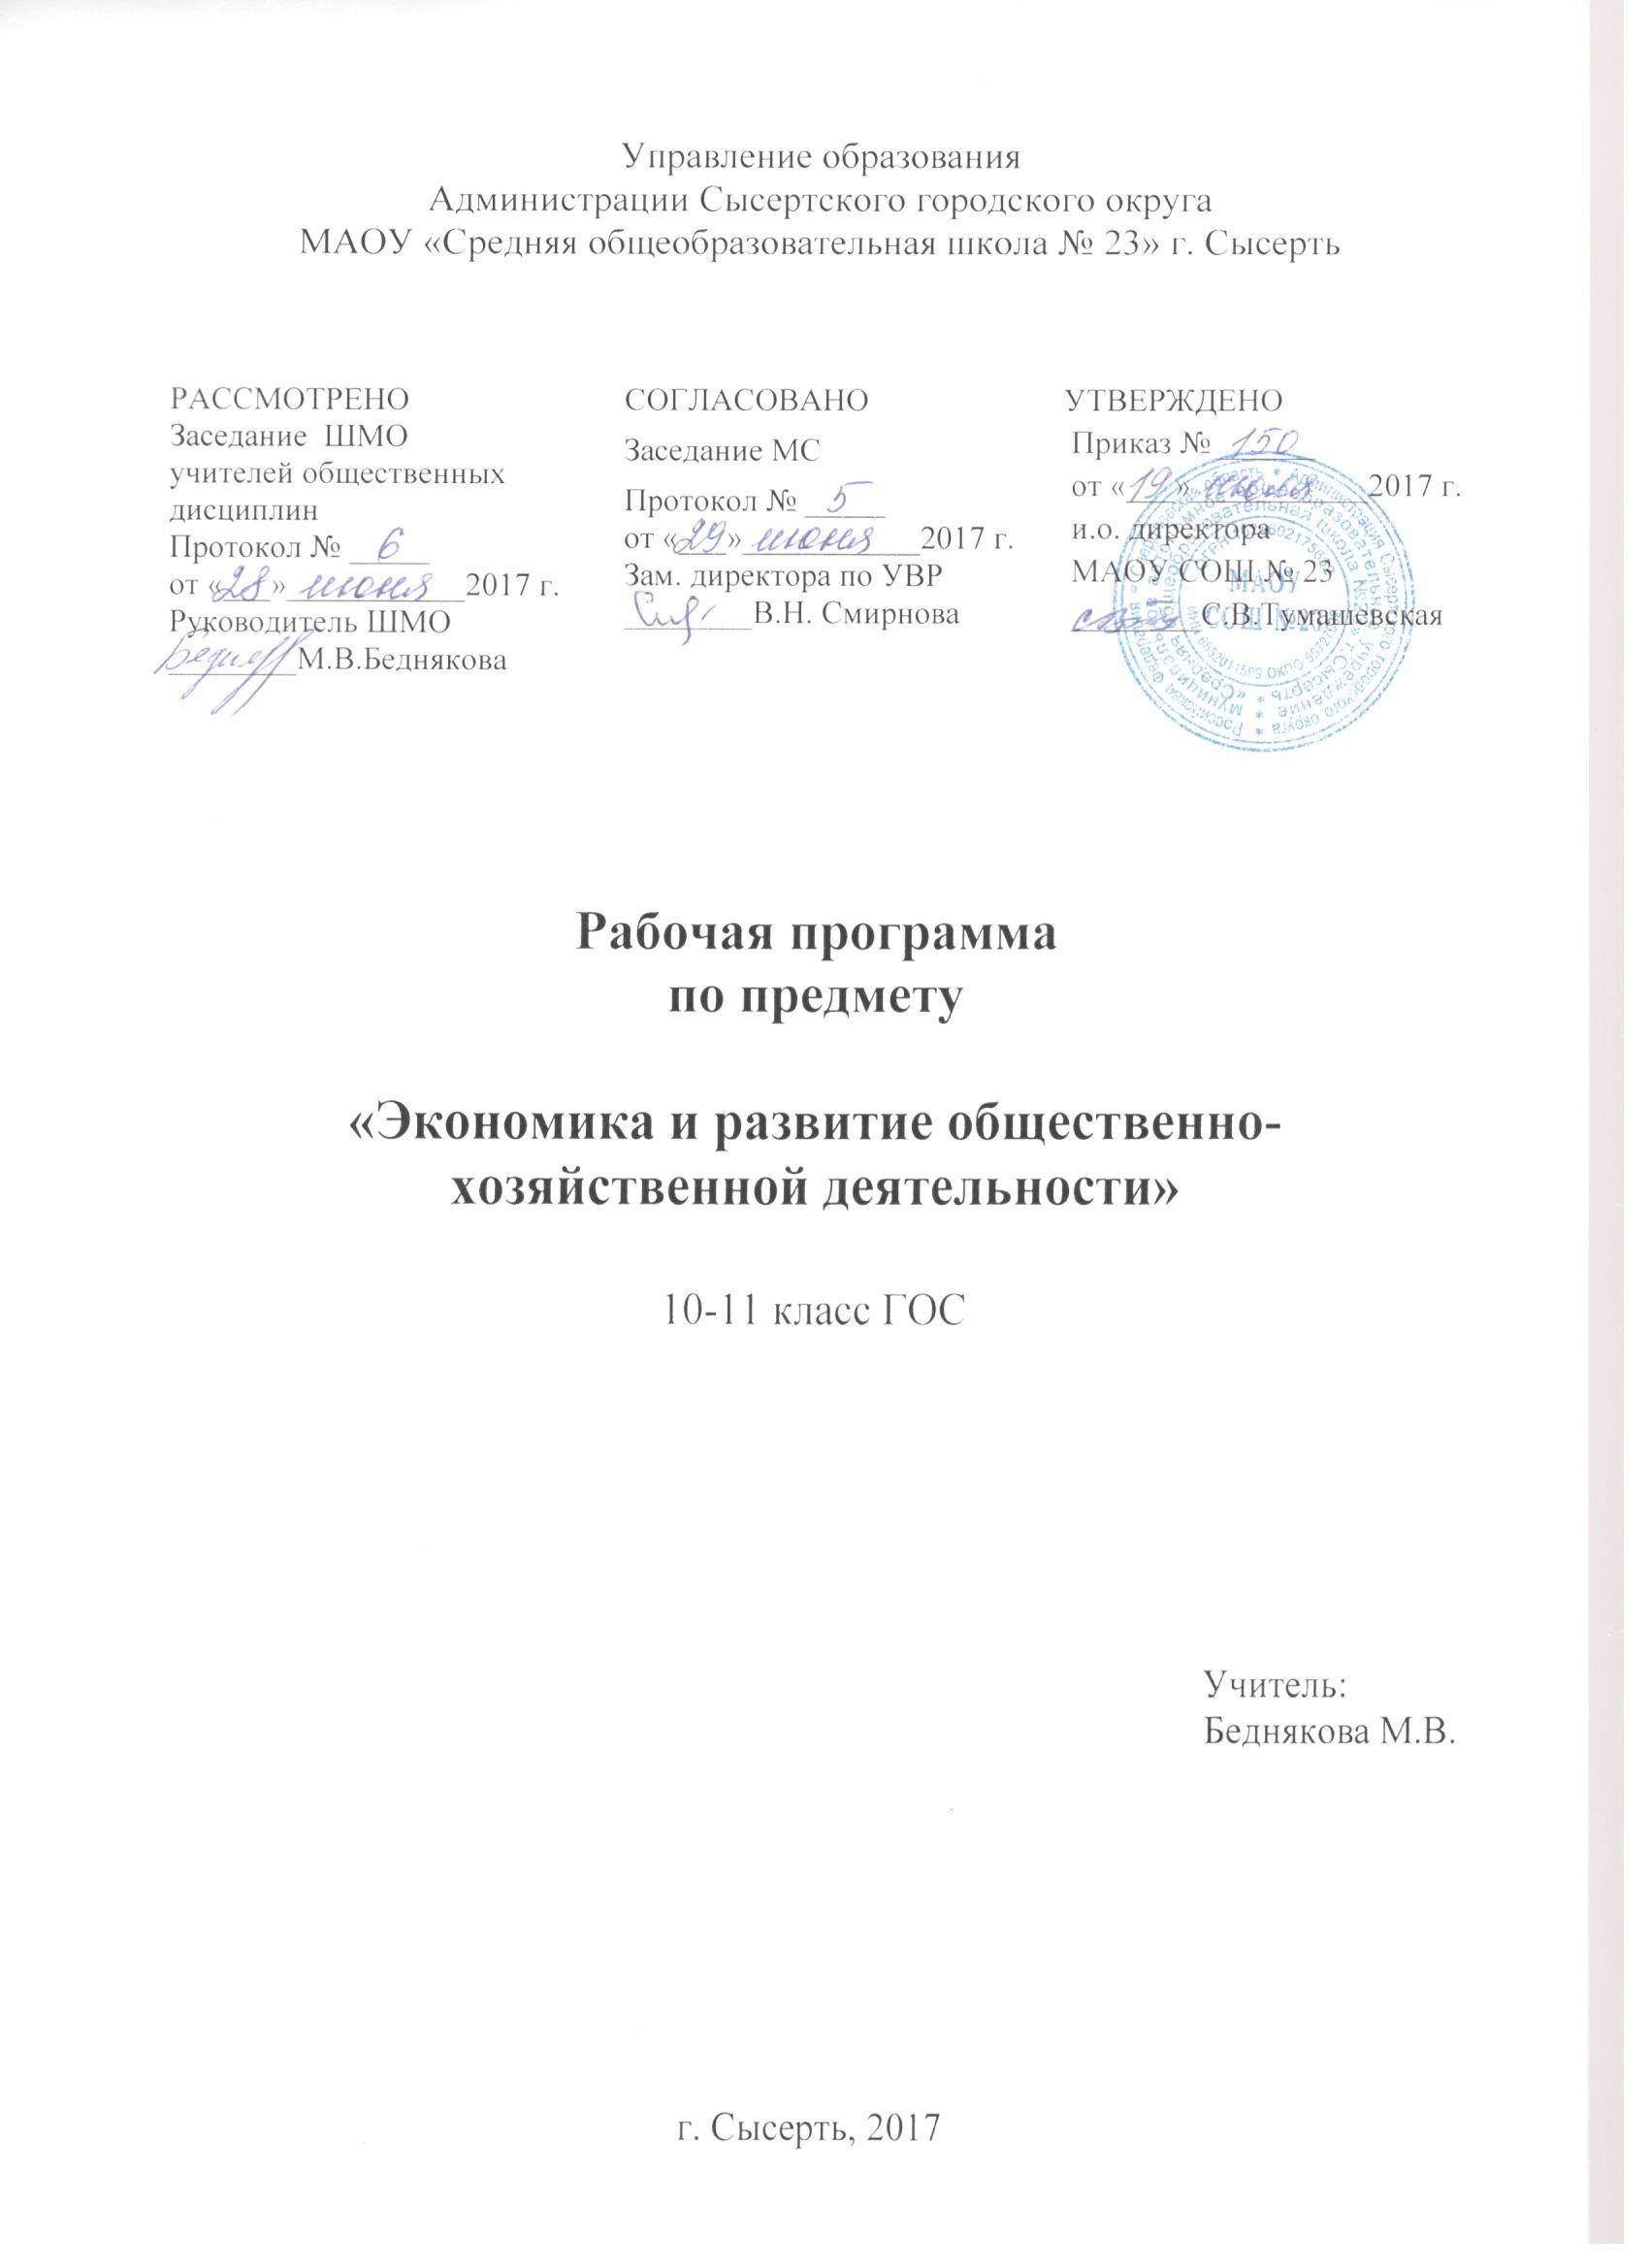 Управление образования
Администрации Сысертского городского округа
МАОУ «Средняя общеобразовательная школа № 23» г. Сысерть
РАССМОТРЕНО
Заседание ШМО
учителей общественных
дисциплин
Протокол № 6
от «28» июня 2017 г.
Руководитель ШМО
М.В.Беднякова
СОГЛАСОВАНО
Заседание МС
Протокол № 5
от «29» июня 2017 г.
Зам. директора по УВР
В.Н. Смирнова
УТВЕРЖДЕНО
Приказ № 150
от «19» 2017 г.
и.о. директора
МАОУ СОШ № 23
С.В.Тумашевская
МАОУ
СОШ
Рабочая программа
по предмету
«Экономика и развитие общественно-
хозяйственной деятельности»
10-11 класс ГОС
Учитель:
Беднякова М.В.
г. Сысерть, 2017